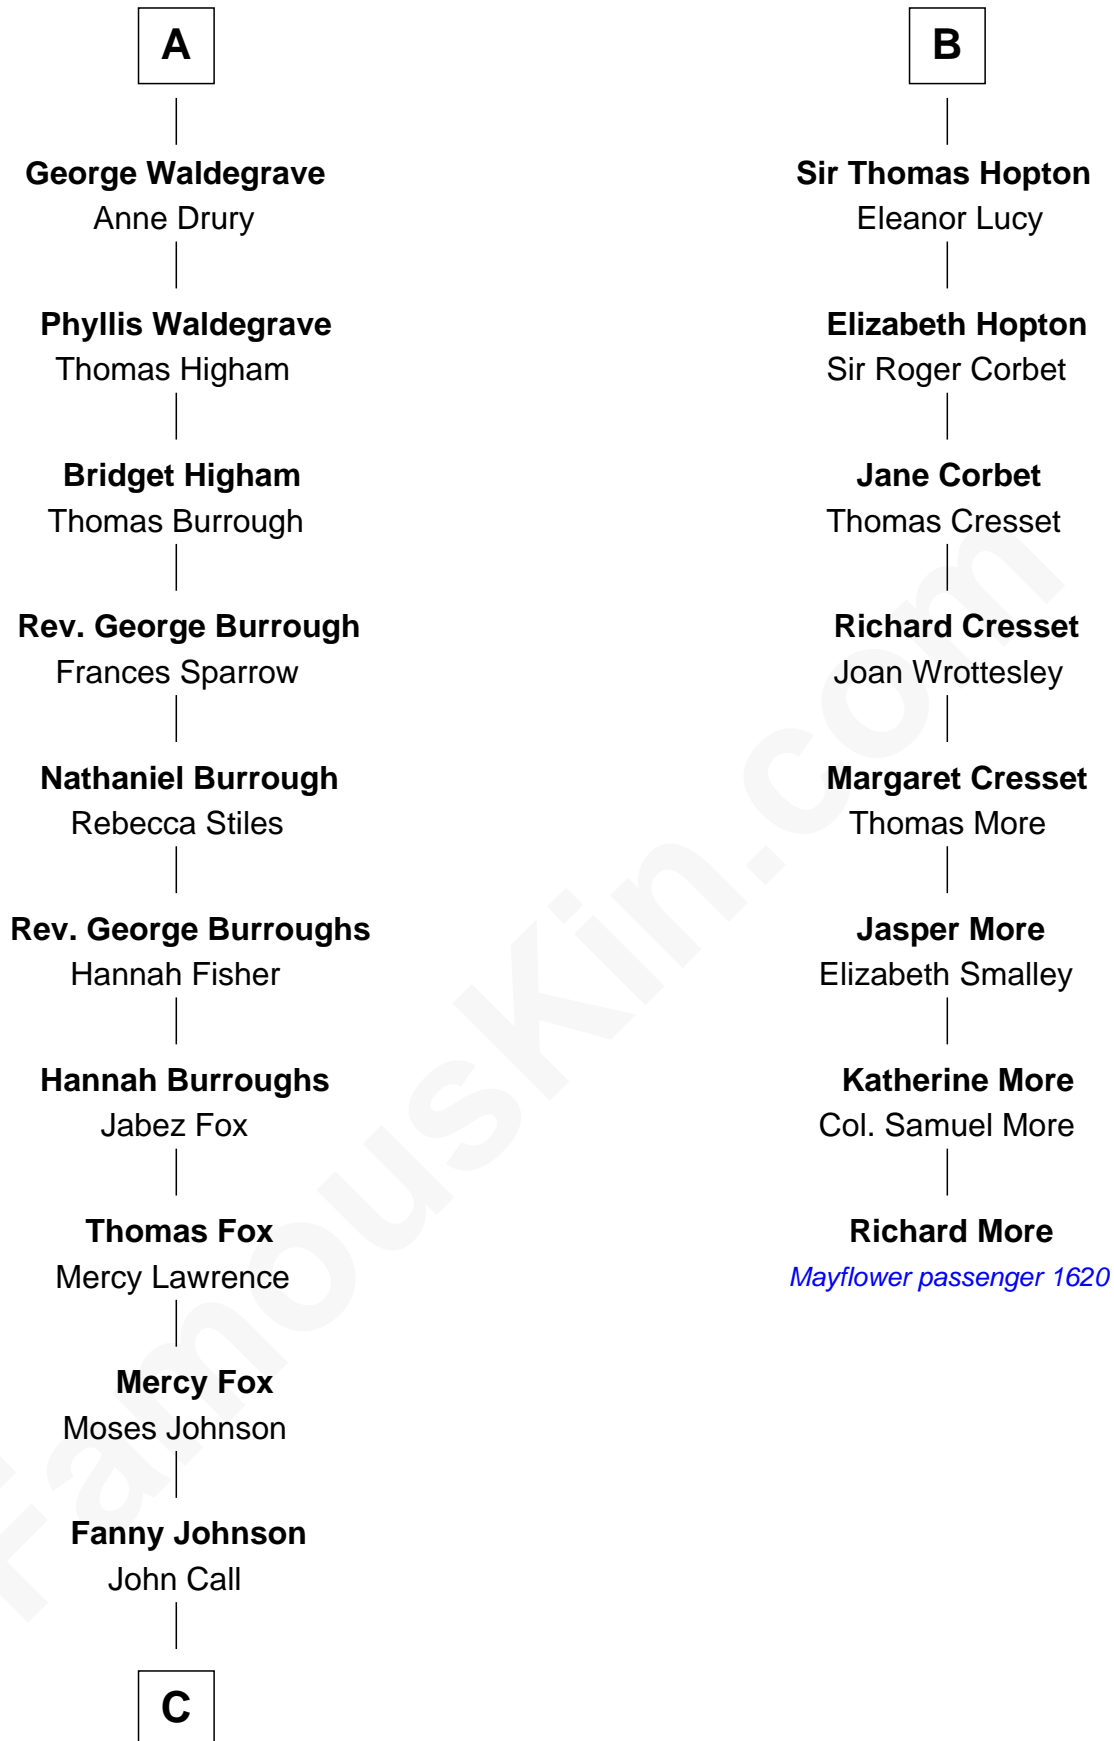 A
George Waldegrave
Anne Drury
Phyllis Waldegrave
Thomas Higham
Bridget Higham
Thomas Burrough
Rev. George Burrough
Frances Sparrow
Nathaniel Burrough
Rebecca Stiles
Rev. George Burroughs
Hannah Fisher
Hannah Burroughs
Jabez Fox
Thomas Fox
Mercy Lawrence
Mercy Fox
Moses Johnson
Fanny Johnson
John Call
C
B
Sir Thomas Hopton
Eleanor Lucy
Elizabeth Hopton
Sir Roger Corbet
Jane Corbet
Thomas Cresset
Richard Cresset
Joan Wrottesley
Margaret Cresset
Thomas More
Jasper More
Elizabeth Smalley
Katherine More
Col. Samuel More
Richard More
Mayflower passenger 1620
FamousKin.com